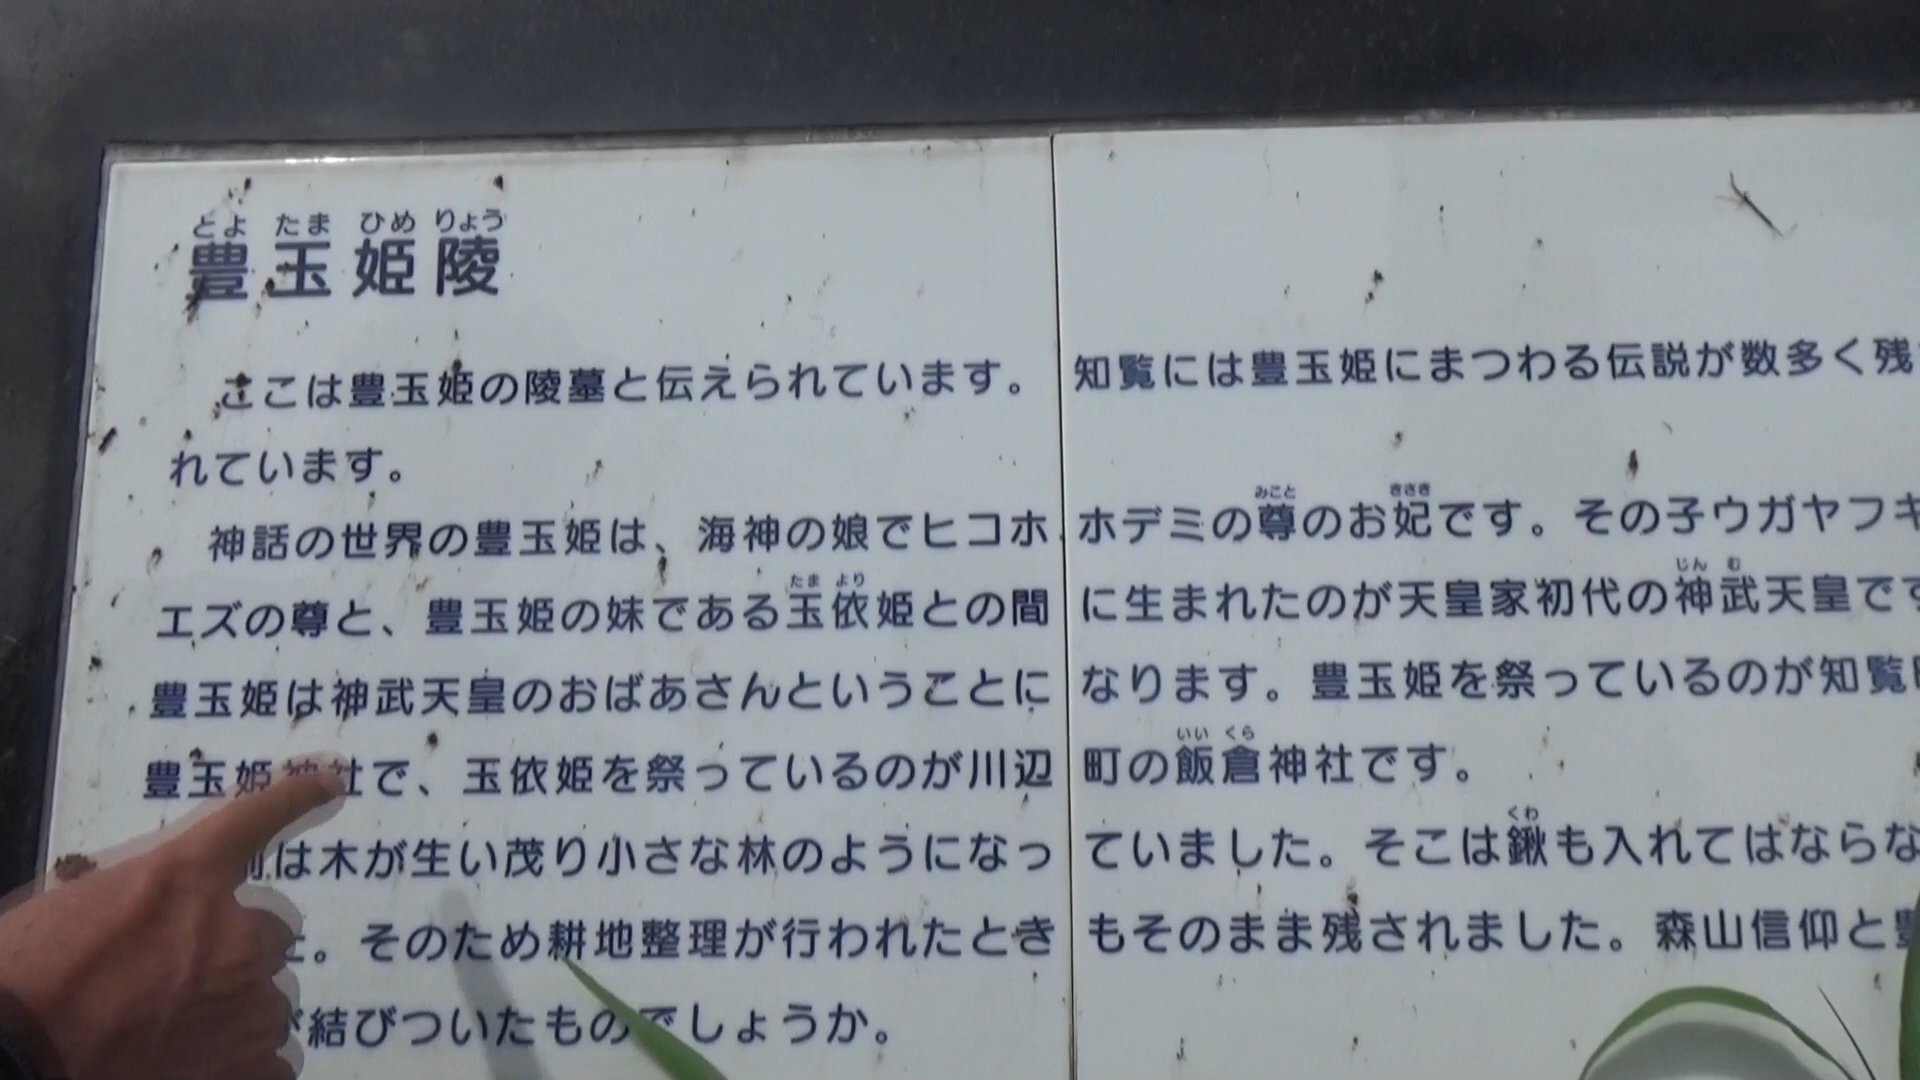 とよ たま ひめ りょう
豊玉姫陵
ここは豊玉姫の陵墓と伝えられています。知覧には豊玉姫にまつわる伝説が数多く残
れています。
みこと きさき
神話の世界の豊玉姫は、海神の娘でヒコホホデミの尊のお妃です。その子ウガヤフキ
たま より じん む
エズの尊と、豊玉姫の妹である玉依姫との間に生まれたのが天皇家初代の神武天皇です
豊玉姫は神武天皇のおばあさんということになります。豊玉姫を祭っているのが知覧
いい くら
豊玉姫神社で、玉依姫を祭っているのが川辺町の飯倉神社です。
くわ
前は木が生い茂り小さな林のようになっていました。そこは鍬も入れてはならな
た。そのため耕地整理が行われたときもそのまま残されました。森山信仰と豊
が結びついたものでしょうか。